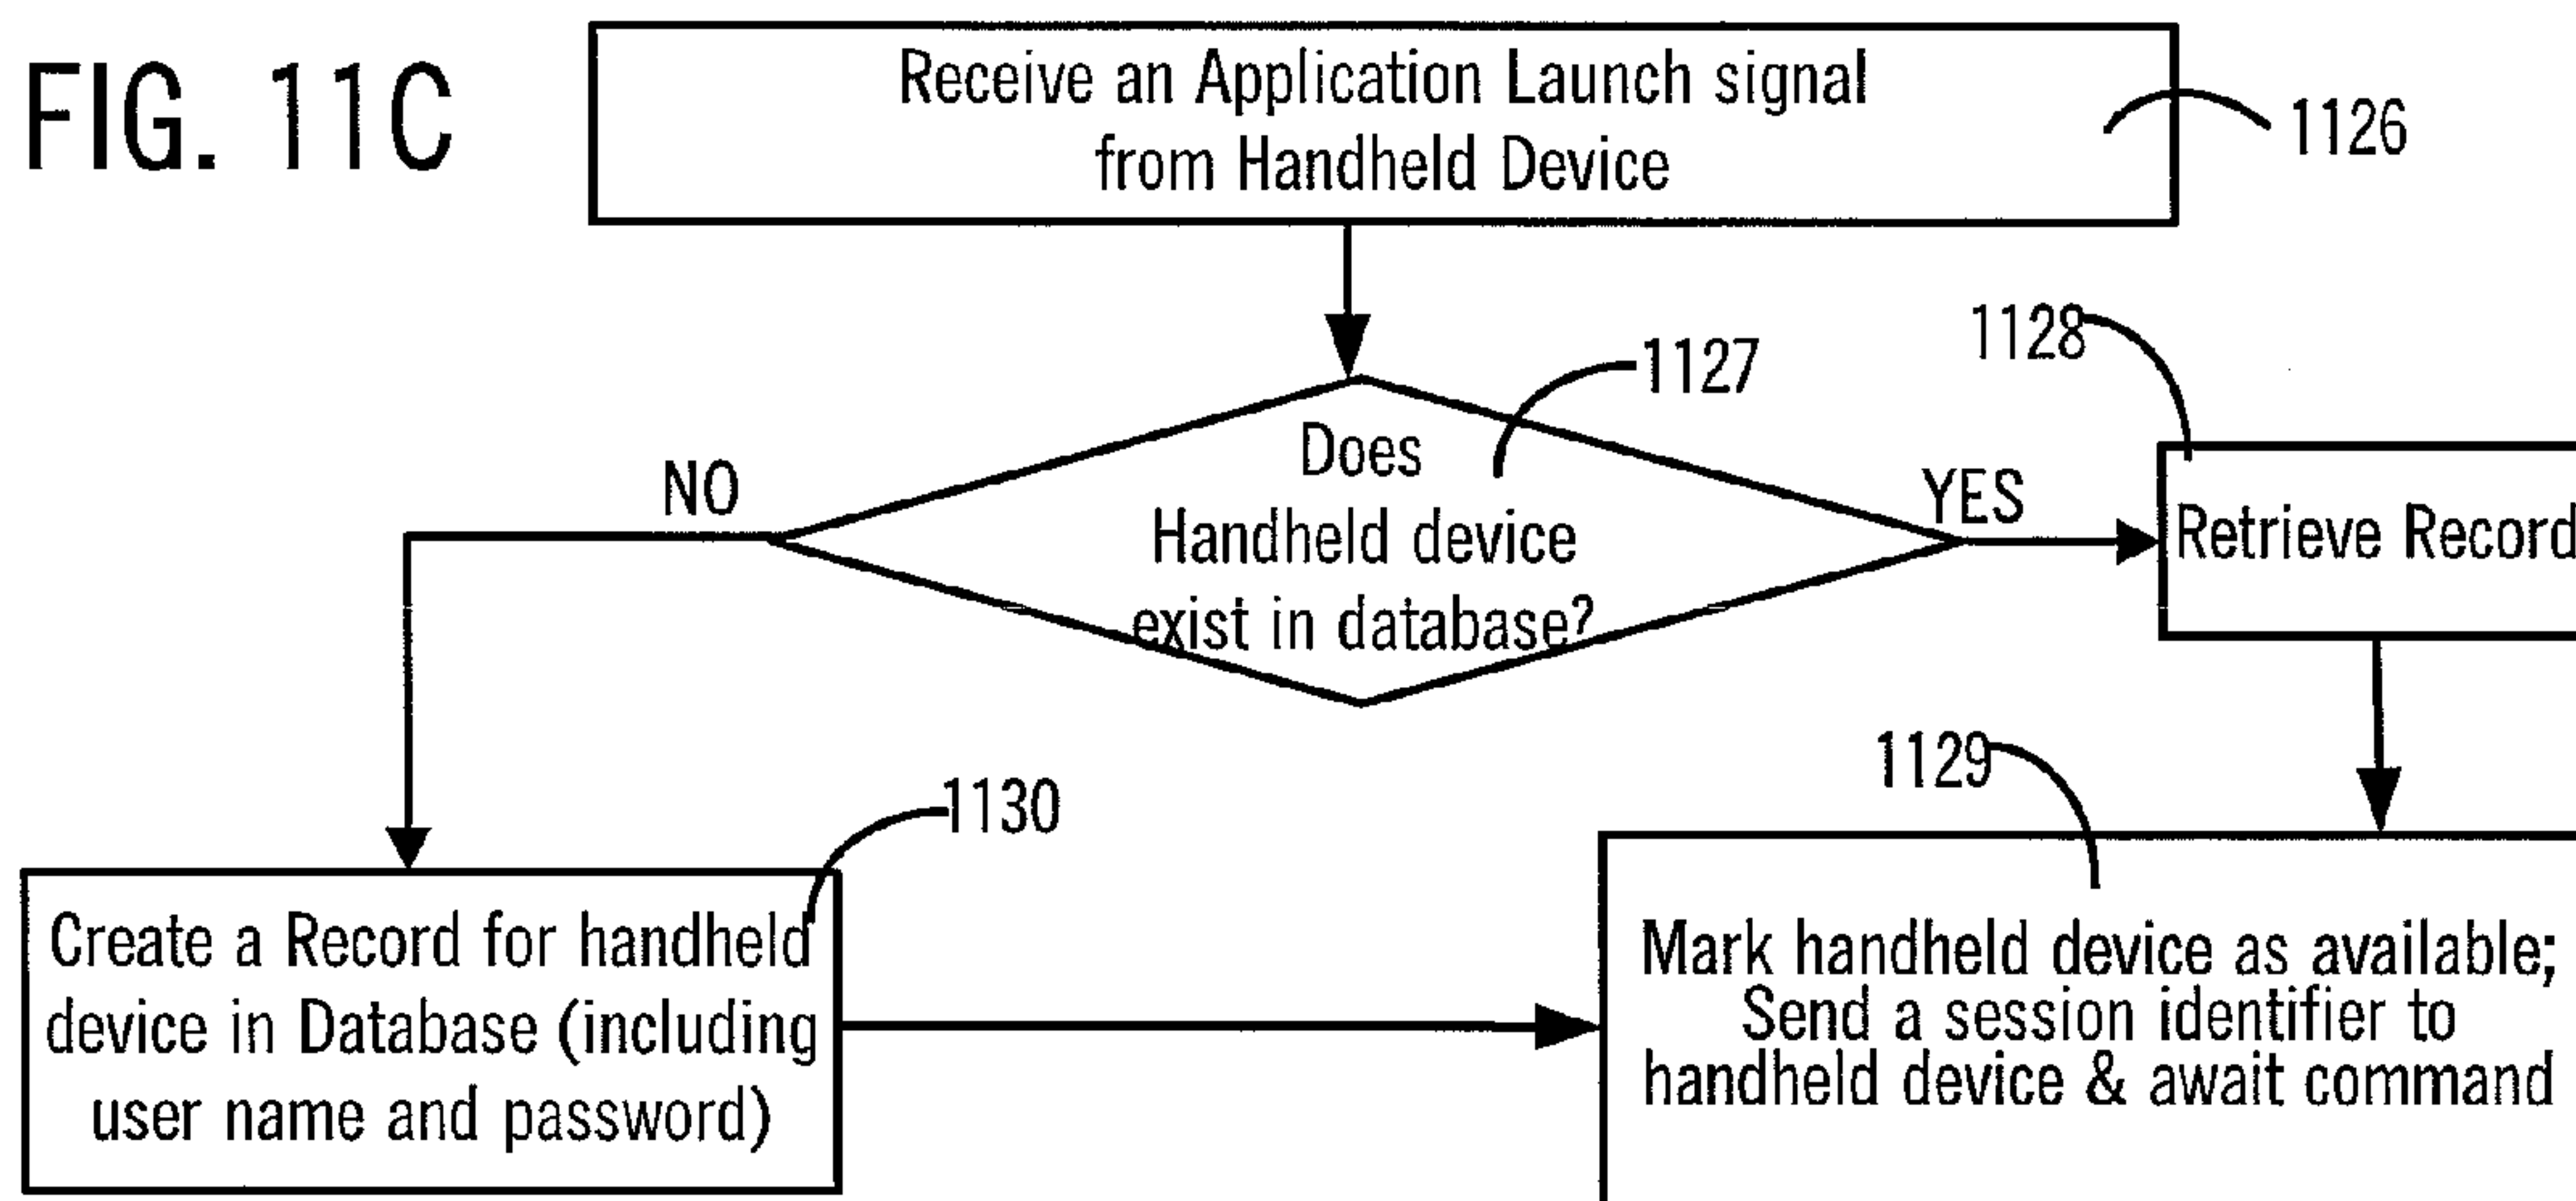 FIG. 11C
Receive an Application Launch signal
from Handheld Device
1126
1127
1128
Does
Handheld device
exist in database?
NO
YES
Retrieve Record
1129
1130
Create a Record for handheld
device in Database (including
user name and password)
Mark handheld device as available;
Send a session identifier to
handheld device & await command